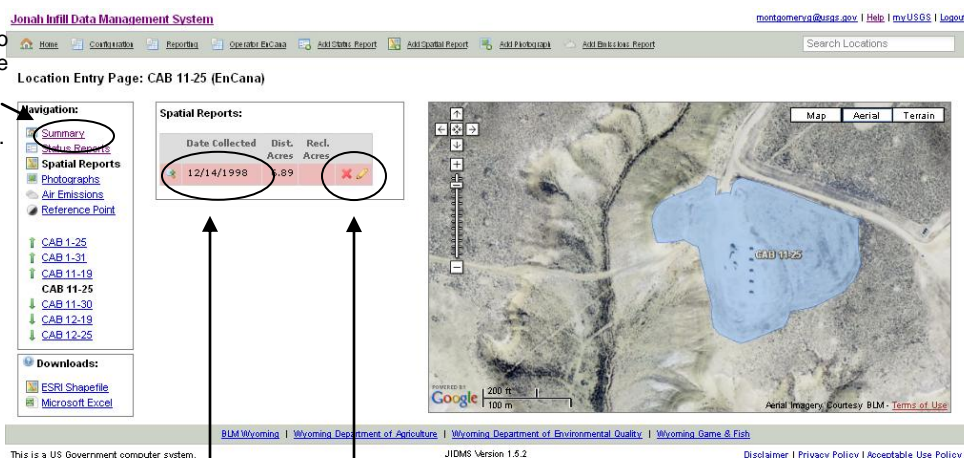 Jonah Infill Data Management System
montgomeryg@usgs.gov | Help | myUSGS | Logout
Home Configuration Reporting Operator EnCana Add Status Report Add Spatial Report Add Photograph Add Emissions Report
Search Locations
Location Entry Page: CAB 11-25 (EnCana)
Navigation:
Summary
Status Reports
Spatial Reports
Photographs
Air Emissions
Reference Point
CAB 1-25
CAB 1-31
CAB 11-19
CAB 11-25
CAB 11-30
CAB 12-19
CAB 12-25
Downloads:
ESRI Shapefile
Microsoft Excel
Spatial Reports:
Date Collected Dist. Acres Recl. Acres
12/14/1998 .89
Map Aerial Terrain
CAB 11-25
POWERED BY
Google
200 ft
100 m
Aerial Imagery Courtesy BLM - Terms of Use
BLM Wyoming | Wyoming Department of Agriculture | Wyoming Department of Environmental Quality | Wyoming Game & Fish
This is a US Government computer system.
JIDMS Version 1.5.2
Disclaimer | Privacy Policy | Acceptable Use Policy